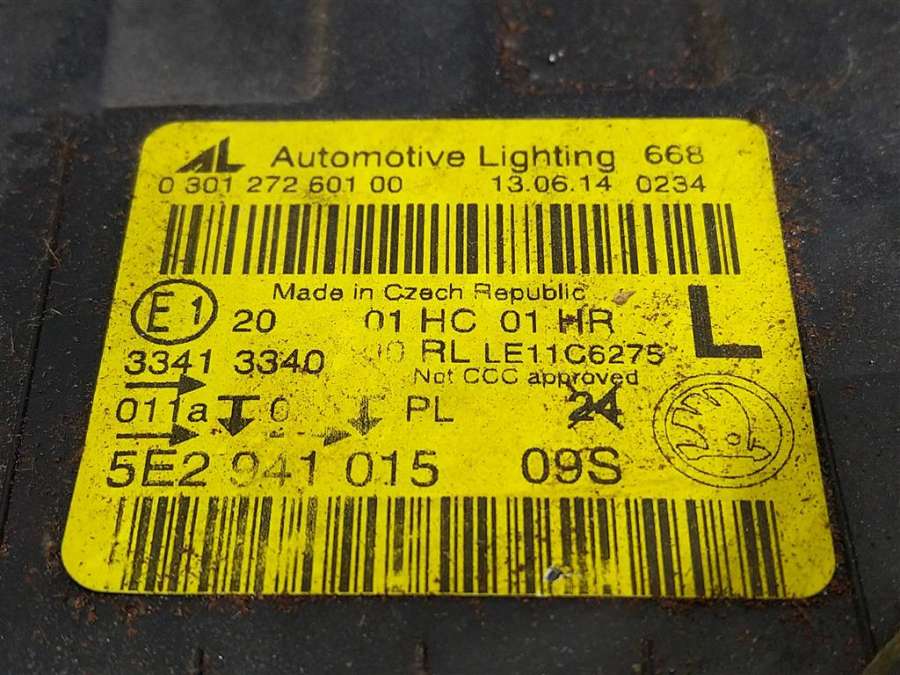 AL Automotive Lighting 668
0 301 272 601 00 13.06.14 0234
Made in Czech Republic
E1 20 01 HC 01 HR L
3341 3340 RL LE11C6275
Not CCC approved
011a PL 24
5E2 941 015 09S